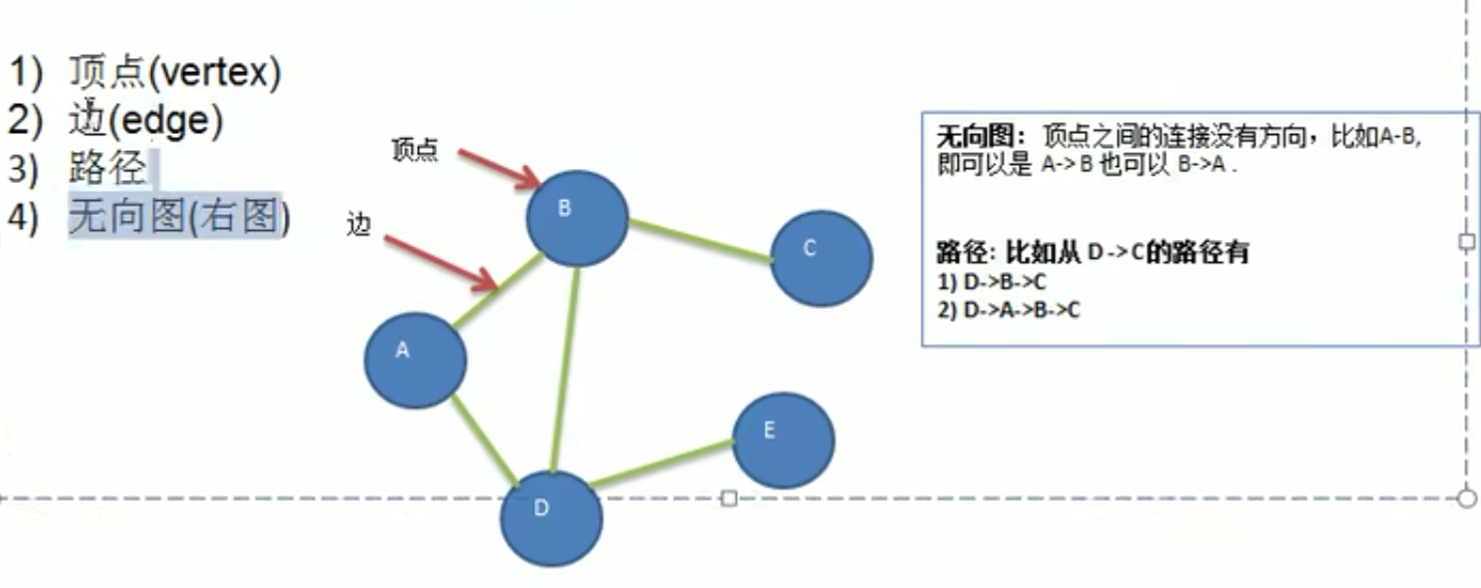 1) 顶点(vertex)
2) 边(edge)
3) 路径
4) 无向图(右图)
顶点
边
B
C
A
E
D
无向图： 顶点之间的连接没有方向，比如A-B,
即可以是 A-> B 也可以 B->A .
路径: 比如从 D -> C的路径有
1) D->B->C
2) D->A->B->C